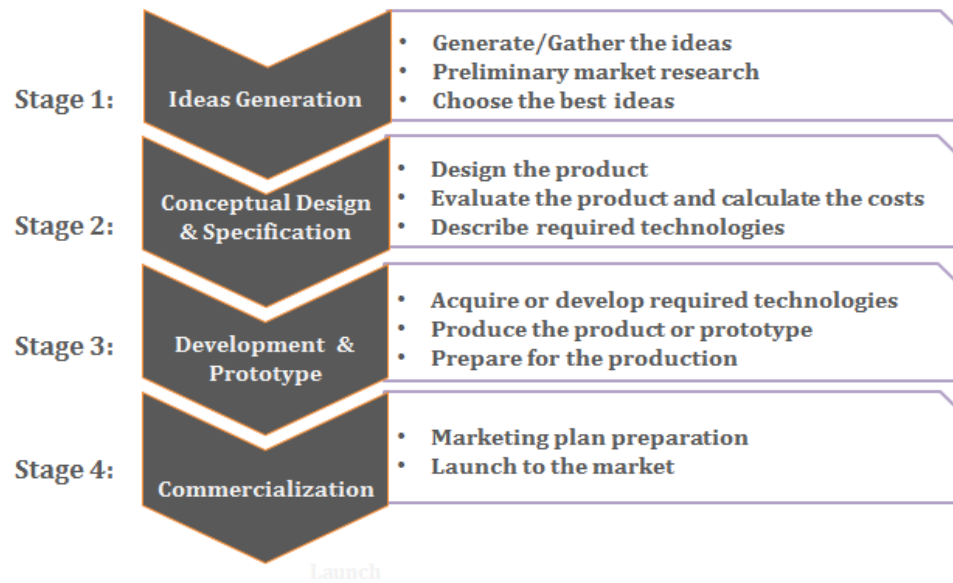 Stage 1:
Ideas Generation
• Generate/Gather the ideas
• Preliminary market research
• Choose the best ideas
Stage 2:
Conceptual Design
& Specification
• Design the product
• Evaluate the product and calculate the costs
• Describe required technologies
Stage 3:
Development &
Prototype
• Acquire or develop required technologies
• Produce the product or prototype
• Prepare for the production
Stage 4:
Commercialization
• Marketing plan preparation
• Launch to the market
Launch